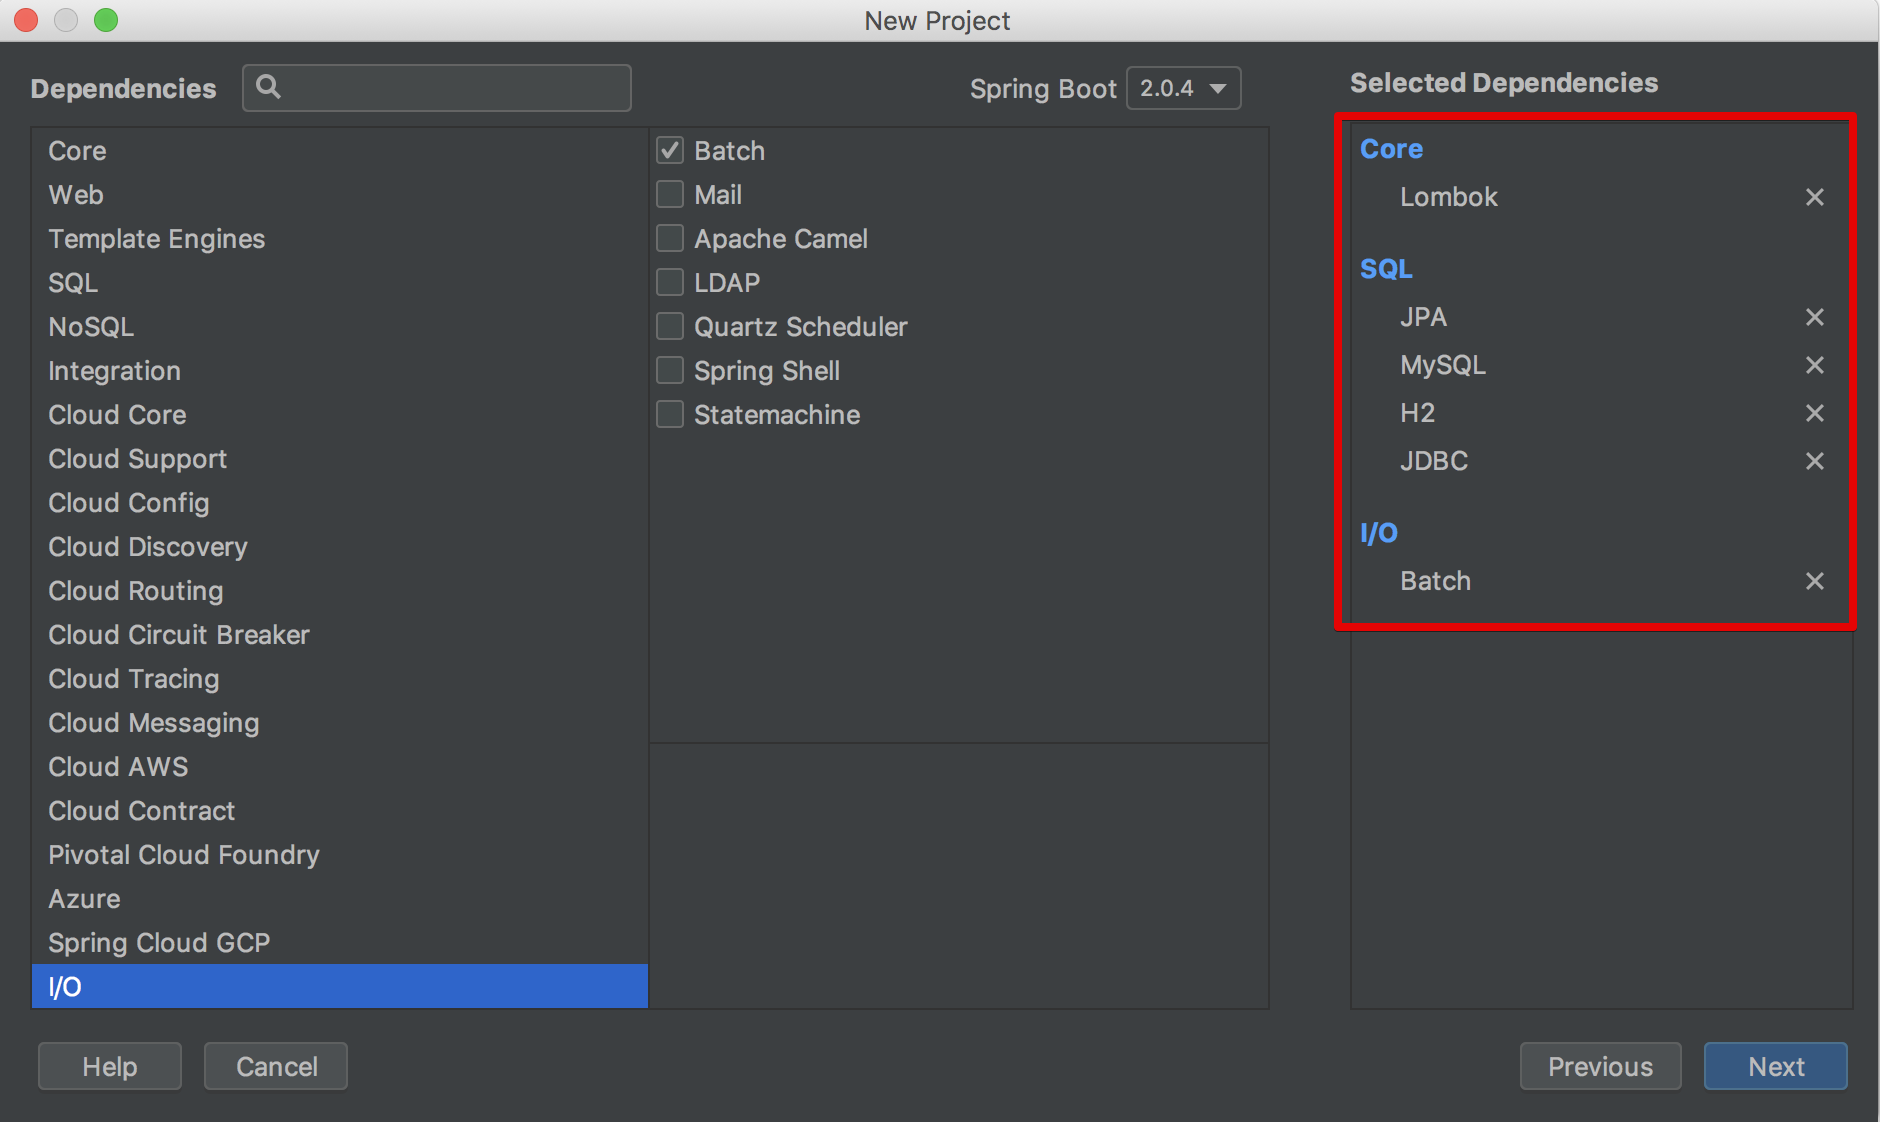 New Project
Dependencies
Spring Boot 2.0.4
Selected Dependencies
Core
Web
Template Engines
SQL
NoSQL
Integration
Cloud Core
Cloud Support
Cloud Config
Cloud Discovery
Cloud Routing
Cloud Circuit Breaker
Cloud Tracing
Cloud Messaging
Cloud AWS
Cloud Contract
Pivotal Cloud Foundry
Azure
Spring Cloud GCP
I/O
Batch
Mail
Apache Camel
LDAP
Quartz Scheduler
Spring Shell
Statemachine
Core
Lombok
SQL
JPA
MySQL
H2
JDBC
I/O
Batch
Help
Cancel
Previous
Next